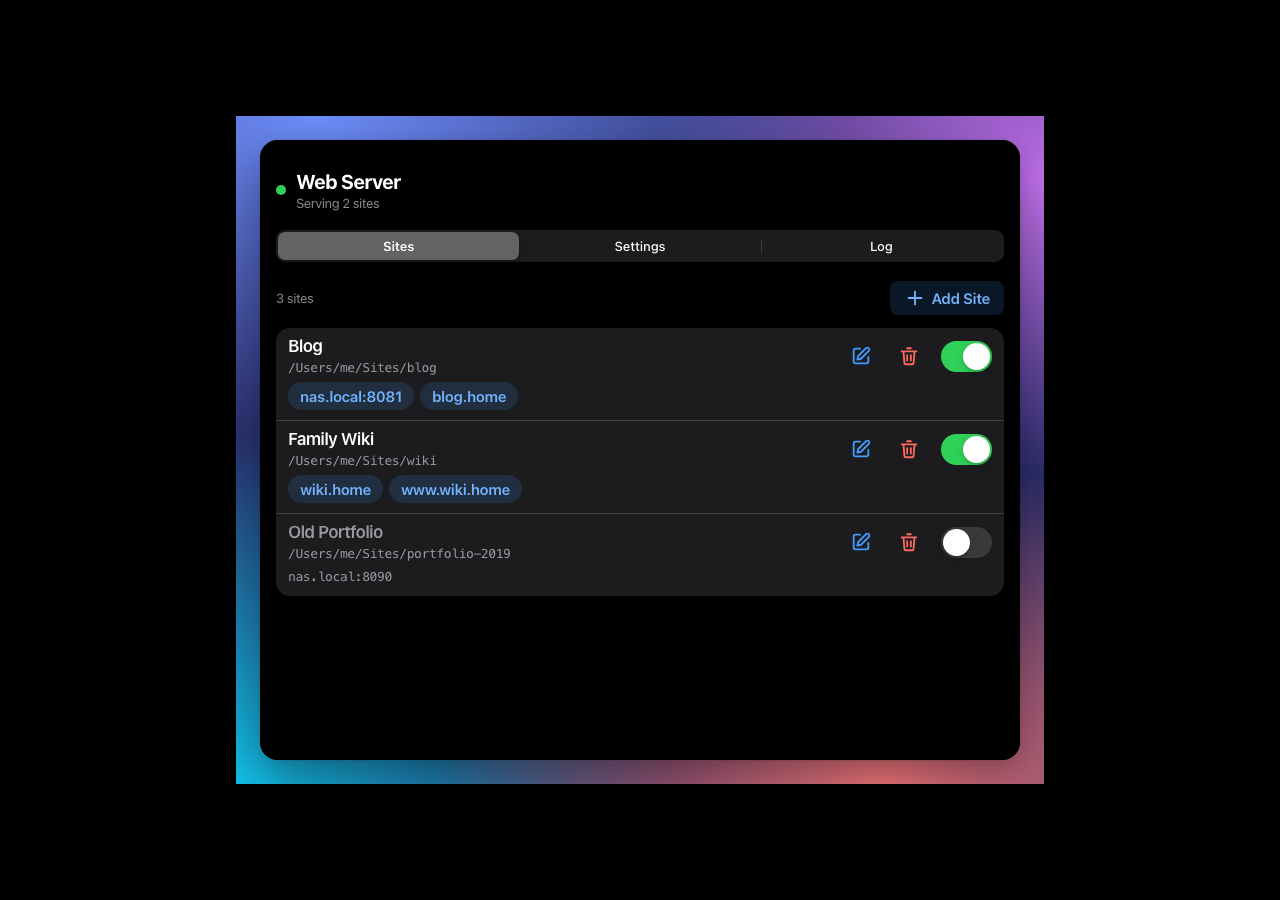 Web Server
Serving 2 sites
Sites Settings Log
3 sites Add Site
Blog
/Users/me/Sites/blog
nas.local:8081 blog.home
Family Wiki
/Users/me/Sites/wiki
wiki.home www.wiki.home
Old Portfolio
/Users/me/Sites/portfolio-2019
nas.local:8090